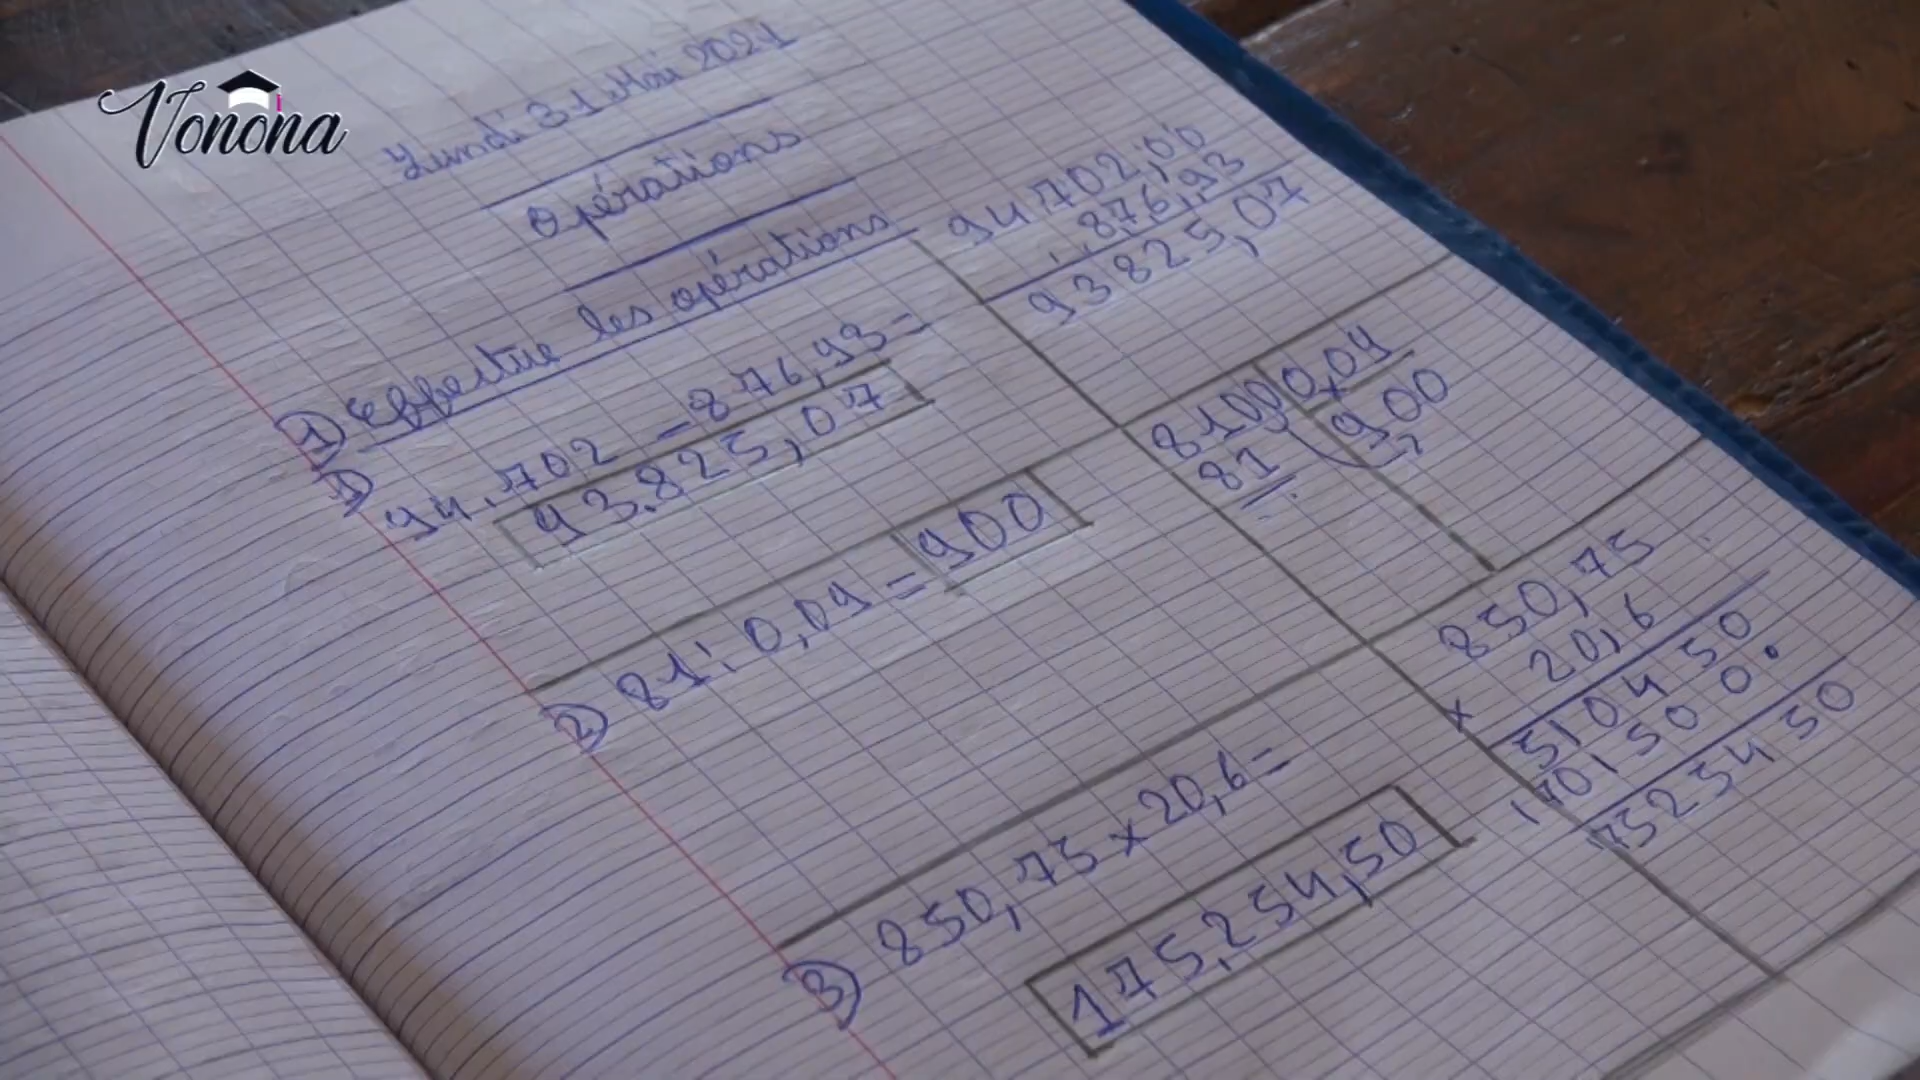 Vonona
Lundi 31 Mai 2021
Opérations
1) Effectue les opérations
1) 94.702 - 876,93 =
93.825,07
94702,00
876,93
93825,07
2) 81 : 0,09 = 900
8100 0,09
81 900
3) 850,75 x 20,6 =
175,254,50
850,75
x 20,6
510450
170150 0.
17525450